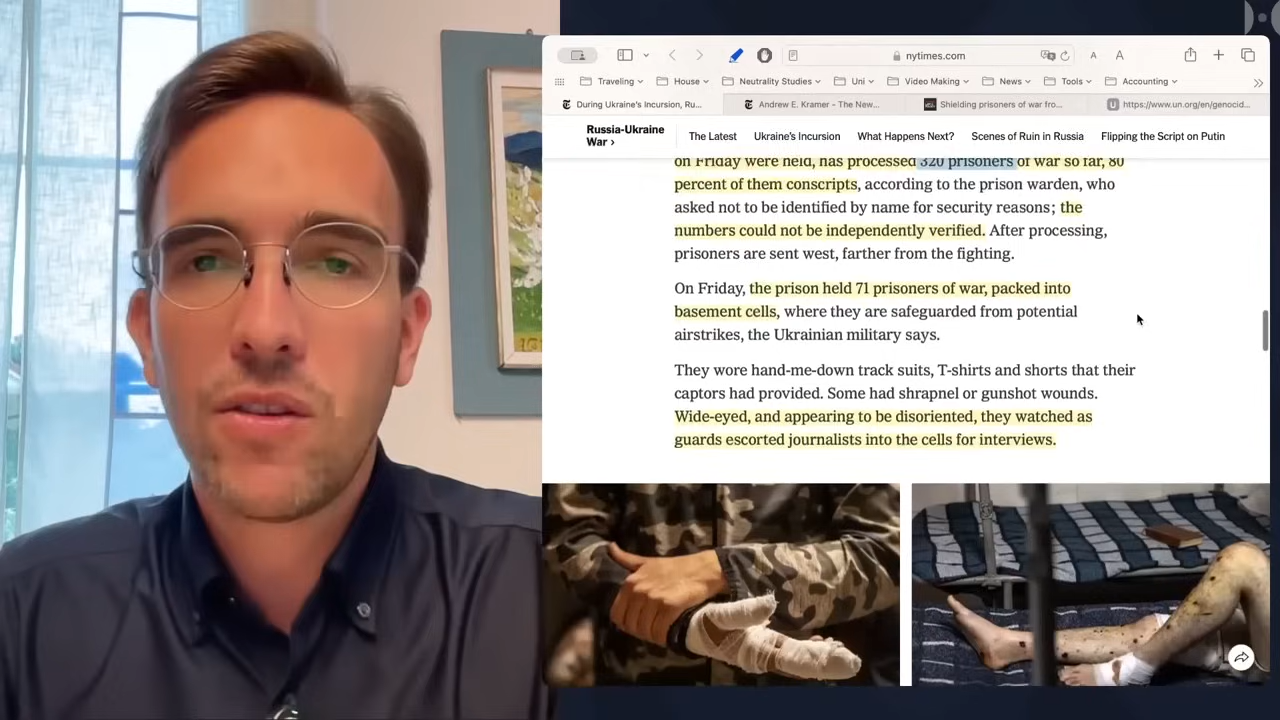 nytimes.com
A
A
Traveling
House
Neutrality Studies
Uni
Video Making
News
Tools
Accounting
During Ukraine's Incursion, Ru...
Andrew E. Kramer - The New...
Shielding prisoners of war fro...
U
https://www.un.org/en/genocid...
Russia-Ukraine
War ›
The Latest
Ukraine's Incursion
What Happens Next?
Scenes of Ruin in Russia
Flipping the Script on Putin
on Friday were held, has processed 320 prisoners of war so far, 80
percent of them conscripts, according to the prison warden, who
asked not to be identified by name for security reasons; the
numbers could not be independently verified. After processing,
prisoners are sent west, farther from the fighting.
On Friday, the prison held 71 prisoners of war, packed into
basement cells, where they are safeguarded from potential
airstrikes, the Ukrainian military says.
They wore hand-me-down track suits, T-shirts and shorts that their
captors had provided. Some had shrapnel or gunshot wounds.
Wide-eyed, and appearing to be disoriented, they watched as
guards escorted journalists into the cells for interviews.